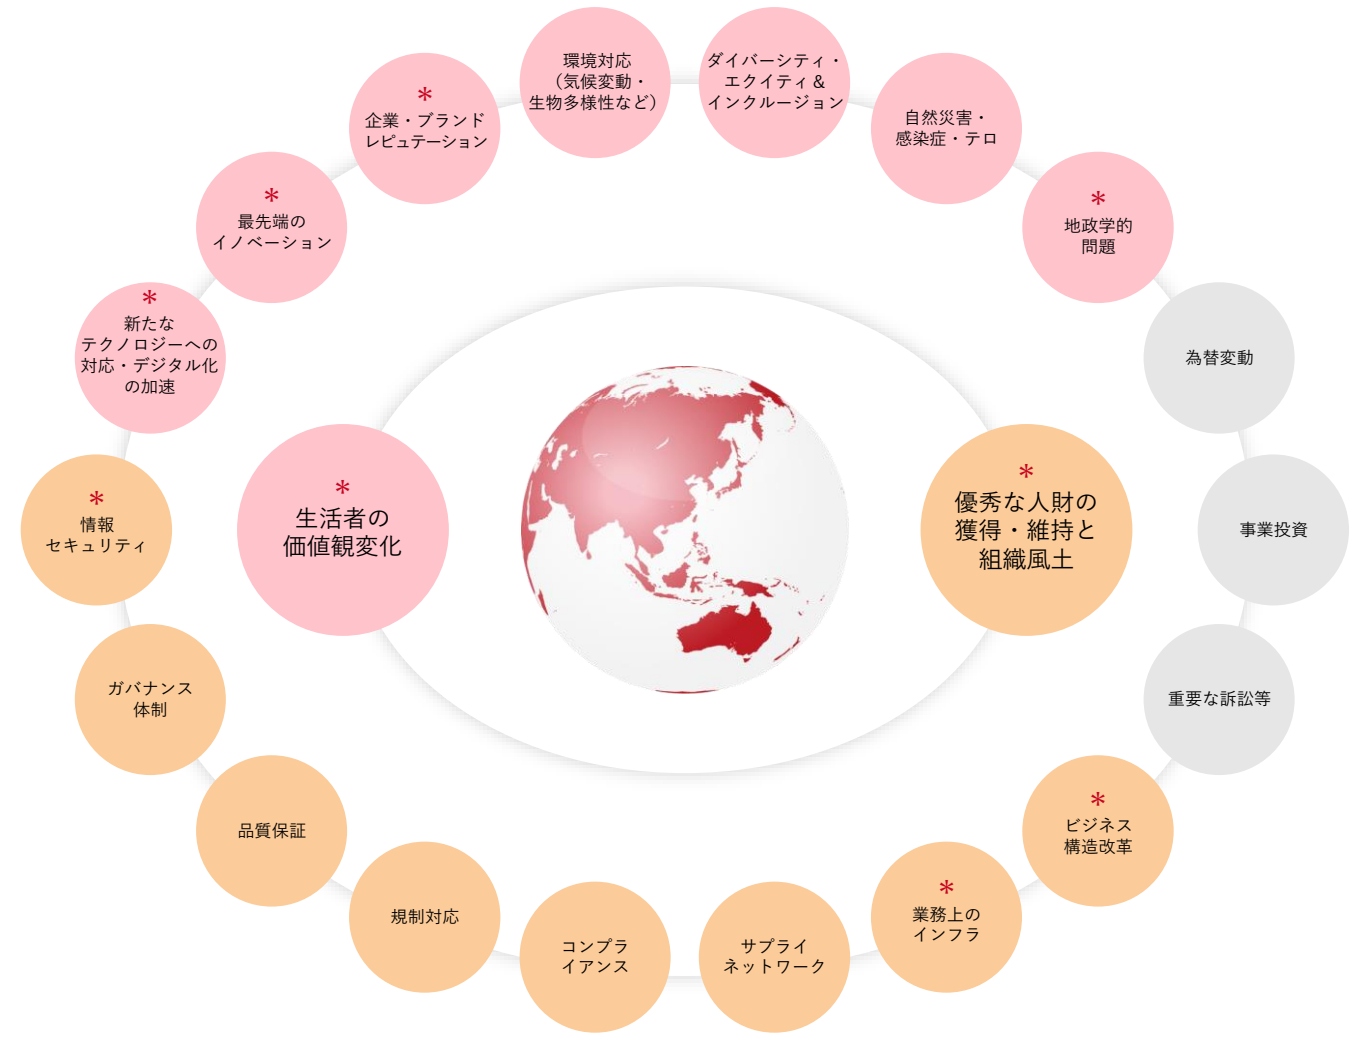 環境対応
（気候変動・
生物多様性など）
ダイバーシティ・
エクイティ＆
インクルージョン
＊
企業・ブランド
レピュテーション
自然災害・
感染症・テロ
＊
最先端の
イノベーション
＊
地政学的
問題
＊
新たな
テクノロジーへの
対応・デジタル化
の加速
為替変動
＊
情報
セキュリティ
＊
生活者の
価値観変化
＊
優秀な人財の
獲得・維持と
組織風土
事業投資
ガバナンス
体制
重要な訴訟等
品質保証
＊
ビジネス
構造改革
規制対応
＊
業務上の
インフラ
コンプラ
イアンス
サプライ
ネットワーク